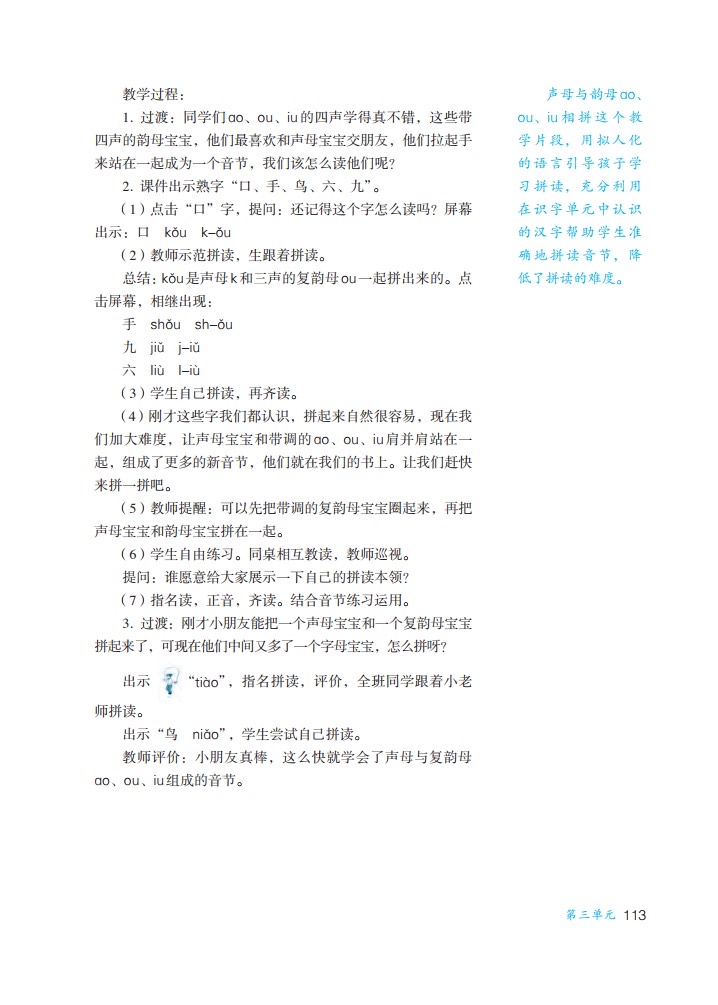 教学过程：
1. 过渡：同学们ao、ou、iu的四声学得真不错，这些带
四声的韵母宝宝，他们最喜欢和声母宝宝交朋友，他们拉起手
来站在一起成为一个音节，我们该怎么读他们呢？
2. 课件出示熟字“口、手、鸟、六、九”。
（1）点击“口”字，提问：还记得这个字怎么读吗？屏幕
出示：口 kǒu k–ǒu
（2）教师示范拼读，生跟着拼读。
总结：kǒu是声母k和三声的复韵母ou一起拼出来的。点
击屏幕，相继出现：
手 shǒu sh–ǒu
九 jiǔ j–iǔ
六 liù l–iù
（3）学生自己拼读，再齐读。
（4）刚才这些字我们都认识，拼起来自然很容易，现在我
们加大难度，让声母宝宝和带调的ao、ou、iu肩并肩站在一
起，组成了更多的新音节，他们就在我们的书上。让我们赶快
来拼一拼吧。
（5）教师提醒：可以先把带调的复韵母宝宝圈起来，再把
声母宝宝和韵母宝宝拼在一起。
（6）学生自由练习。同桌相互教读，教师巡视。
提问：谁愿意给大家展示一下自己的拼读本领？
（7）指名读，正音，齐读。结合音节练习运用。
3. 过渡：刚才小朋友能把一个声母宝宝和一个复韵母宝宝
拼起来了，可现在他们中间又多了一个字母宝宝，怎么拼呀？
出示 “tiào”，指名拼读，评价，全班同学跟着小老
师拼读。
出示“鸟 niǎo”，学生尝试自己拼读。
教师评价：小朋友真棒，这么快就学会了声母与复韵母
ao、ou、iu组成的音节。
声母与韵母ao、
ou、iu相拼这个教
学片段，用拟人化
的语言引导孩子学
习拼读，充分利用
在识字单元中认识
的汉字帮助学生准
确地拼读音节，降
低了拼读的难度。
第三单元 113